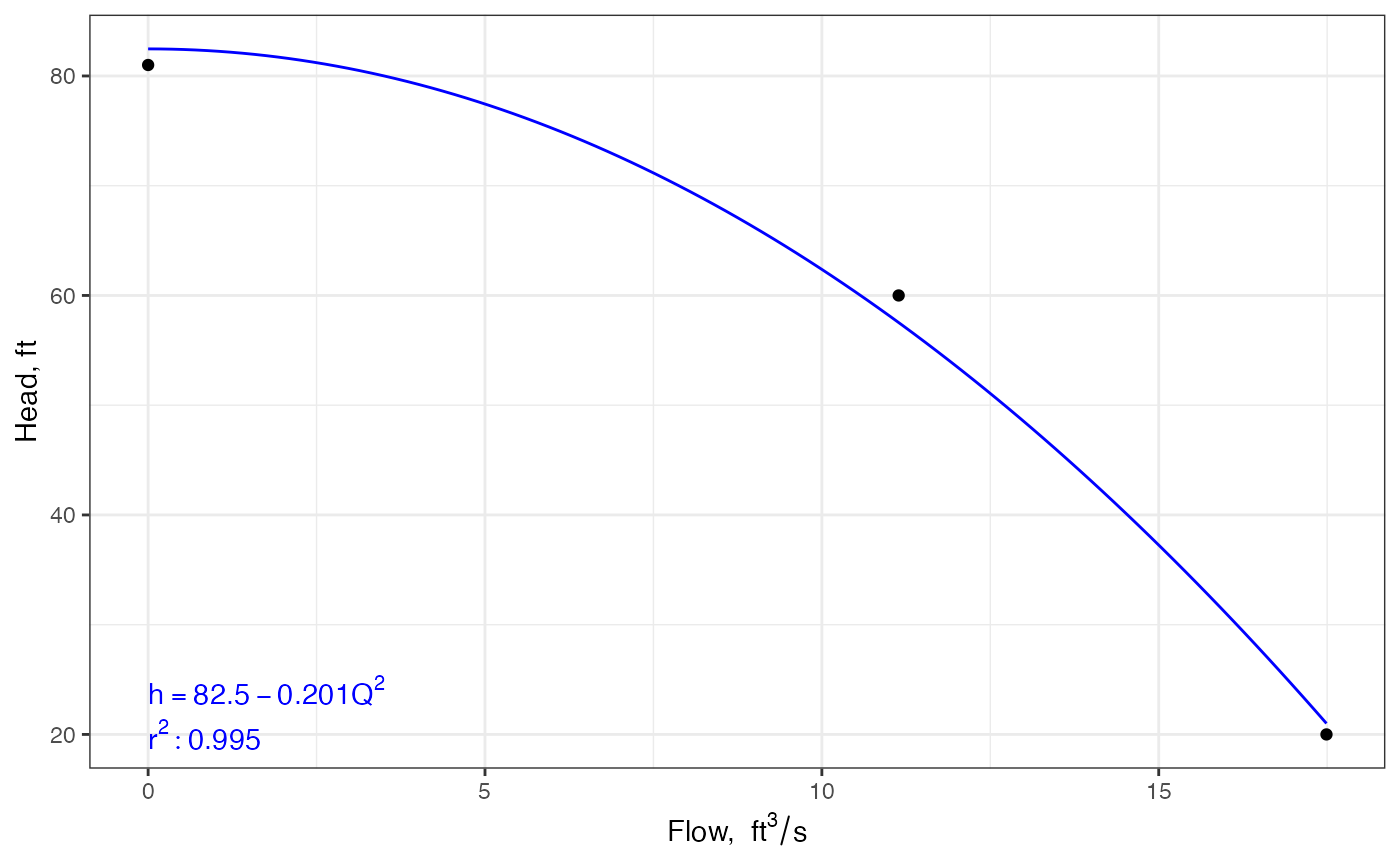 80
60
40
20
Head, ft
h = 82.5 − 0.201Q²
r² : 0.995
0 5 10 15
Flow, ft³/s